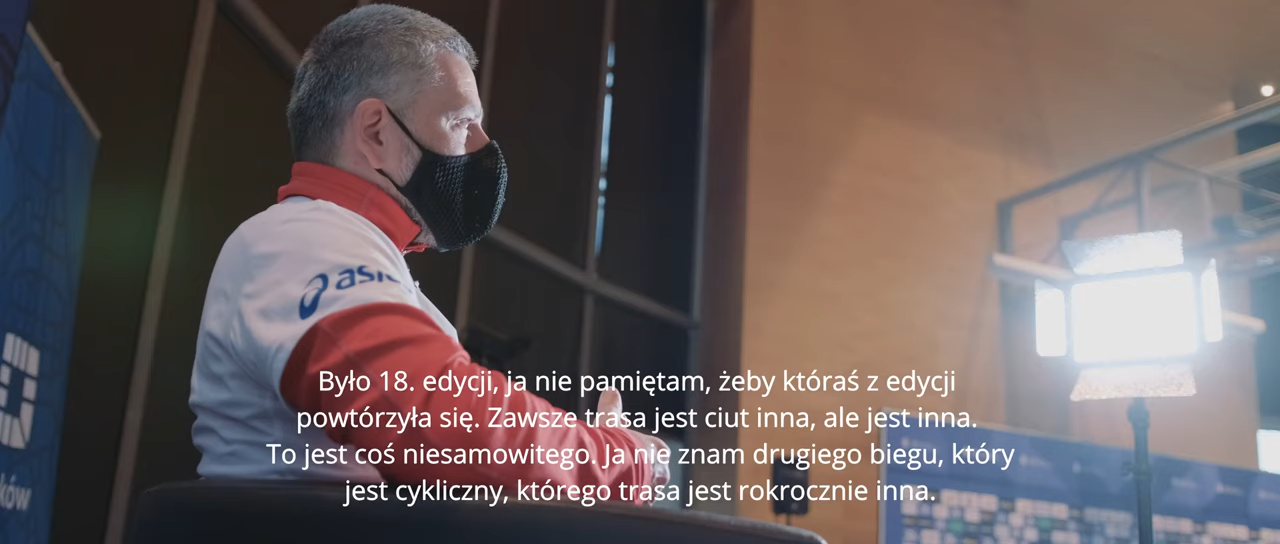 asics
Było 18. edycji, ja nie pamiętam, żeby któraś z edycji
powtórzyła się. Zawsze trasa jest ciut inna, ale jest inna.
To jest coś niesamowitego. Ja nie znam drugiego biegu, który
jest cykliczny, którego trasa jest rokrocznie inna.
ków